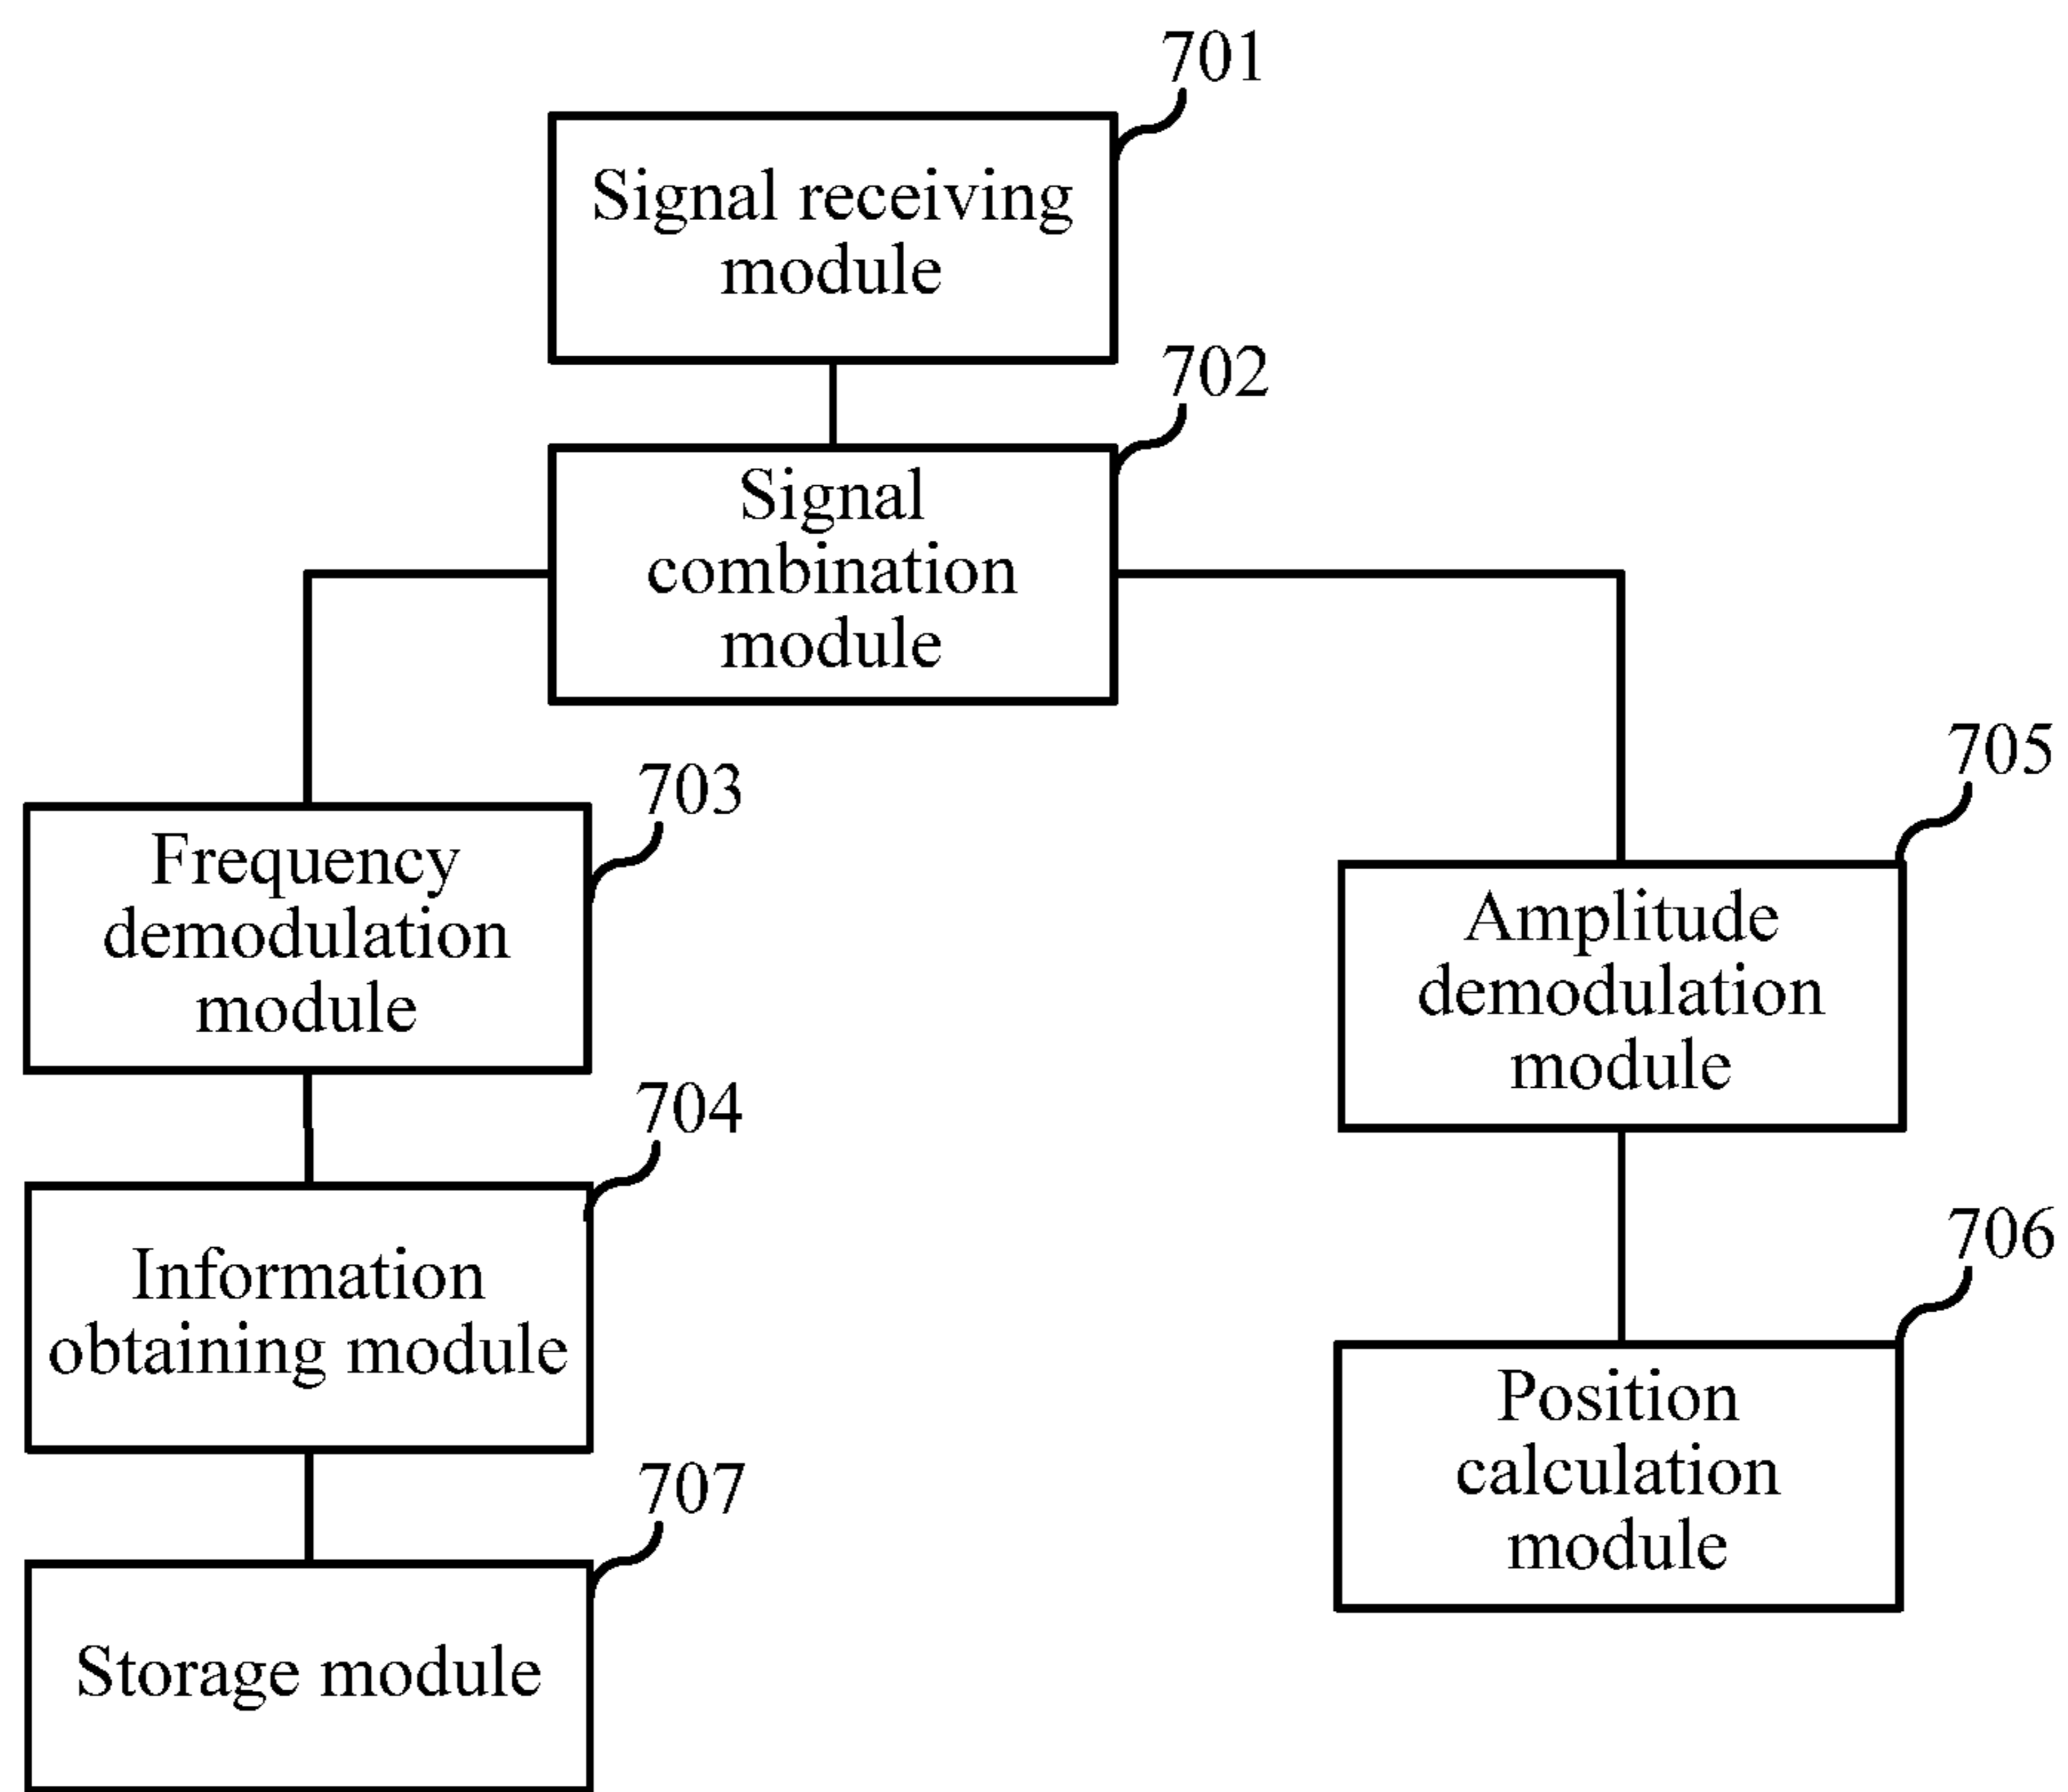 701
Signal receiving
module
702
Signal
combination
module
703
Frequency
demodulation
module
705
Amplitude
demodulation
module
704
Information
obtaining module
706
Position
calculation
module
707
Storage module